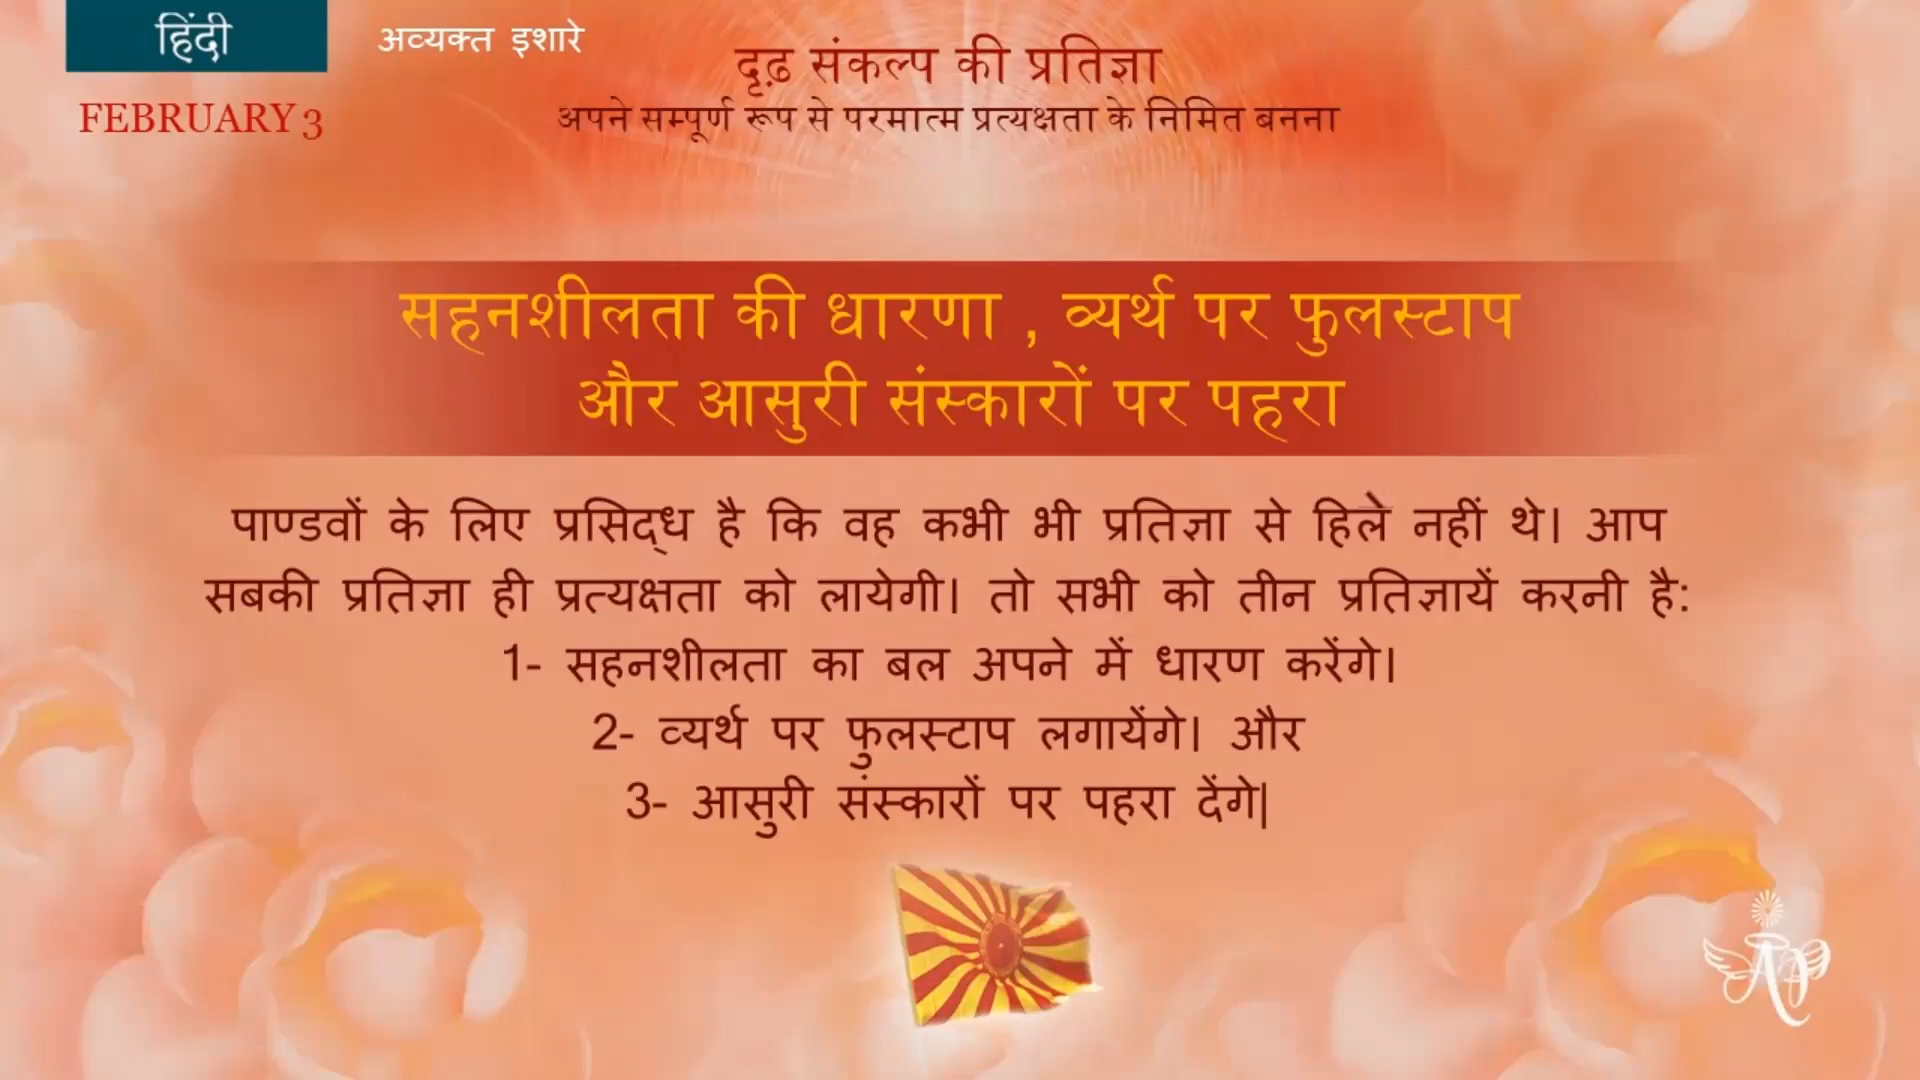 हिंदी
अव्यक्त इशारे
FEBRUARY 3
दृढ़ संकल्प की प्रतिज्ञा
अपने सम्पूर्ण रूप से परमात्म प्रत्यक्षता के निमित बनना
सहनशीलता की धारणा , व्यर्थ पर फुलस्टाप
और आसुरी संस्कारों पर पहरा
पाण्डवों के लिए प्रसिद्ध है कि वह कभी भी प्रतिज्ञा से हिले नहीं थे। आप
सबकी प्रतिज्ञा ही प्रत्यक्षता को लायेगी। तो सभी को तीन प्रतिज्ञायें करनी है:
1- सहनशीलता का बल अपने में धारण करेंगे।
2- व्यर्थ पर फुलस्टाप लगायेंगे। और
3- आसुरी संस्कारों पर पहरा देंगे|